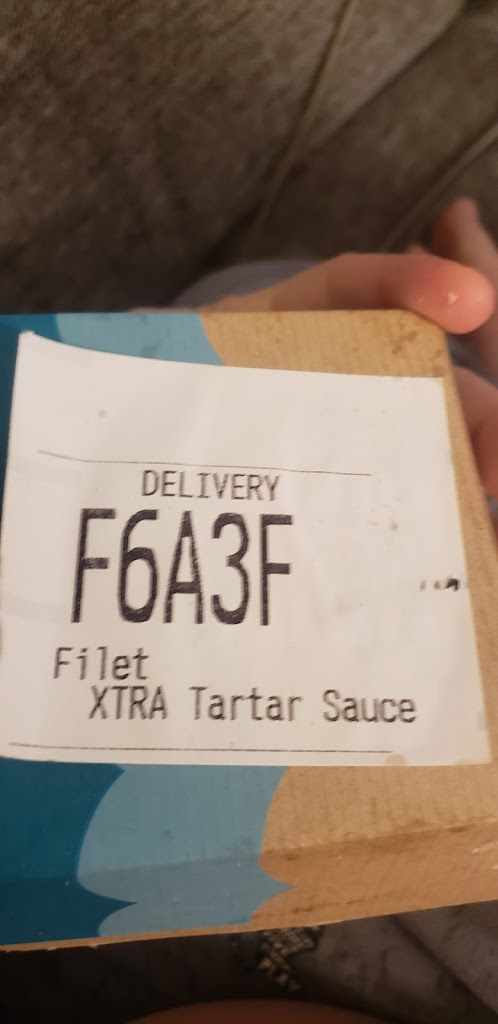 DELIVERY
F6A3F
Filet
XTRA Tartar Sauce